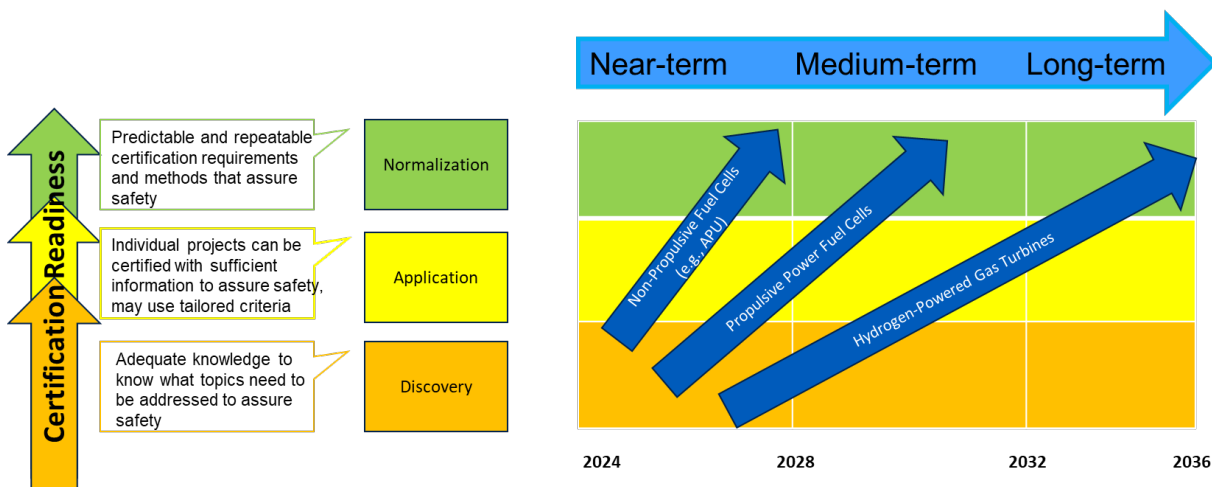 Near-term Medium-term Long-term
Certification Readiness
Predictable and repeatable
certification requirements
and methods that assure
safety
Normalization
Individual projects can be
certified with sufficient
information to assure safety,
may use tailored criteria
Application
Adequate knowledge to
know what topics need to
be addressed to assure
safety
Discovery
Non-Propulsive Fuel Cells
(e.g., APU)
Propulsive Power Fuel Cells
Hydrogen-Powered Gas Turbines
2024 2028 2032 2036